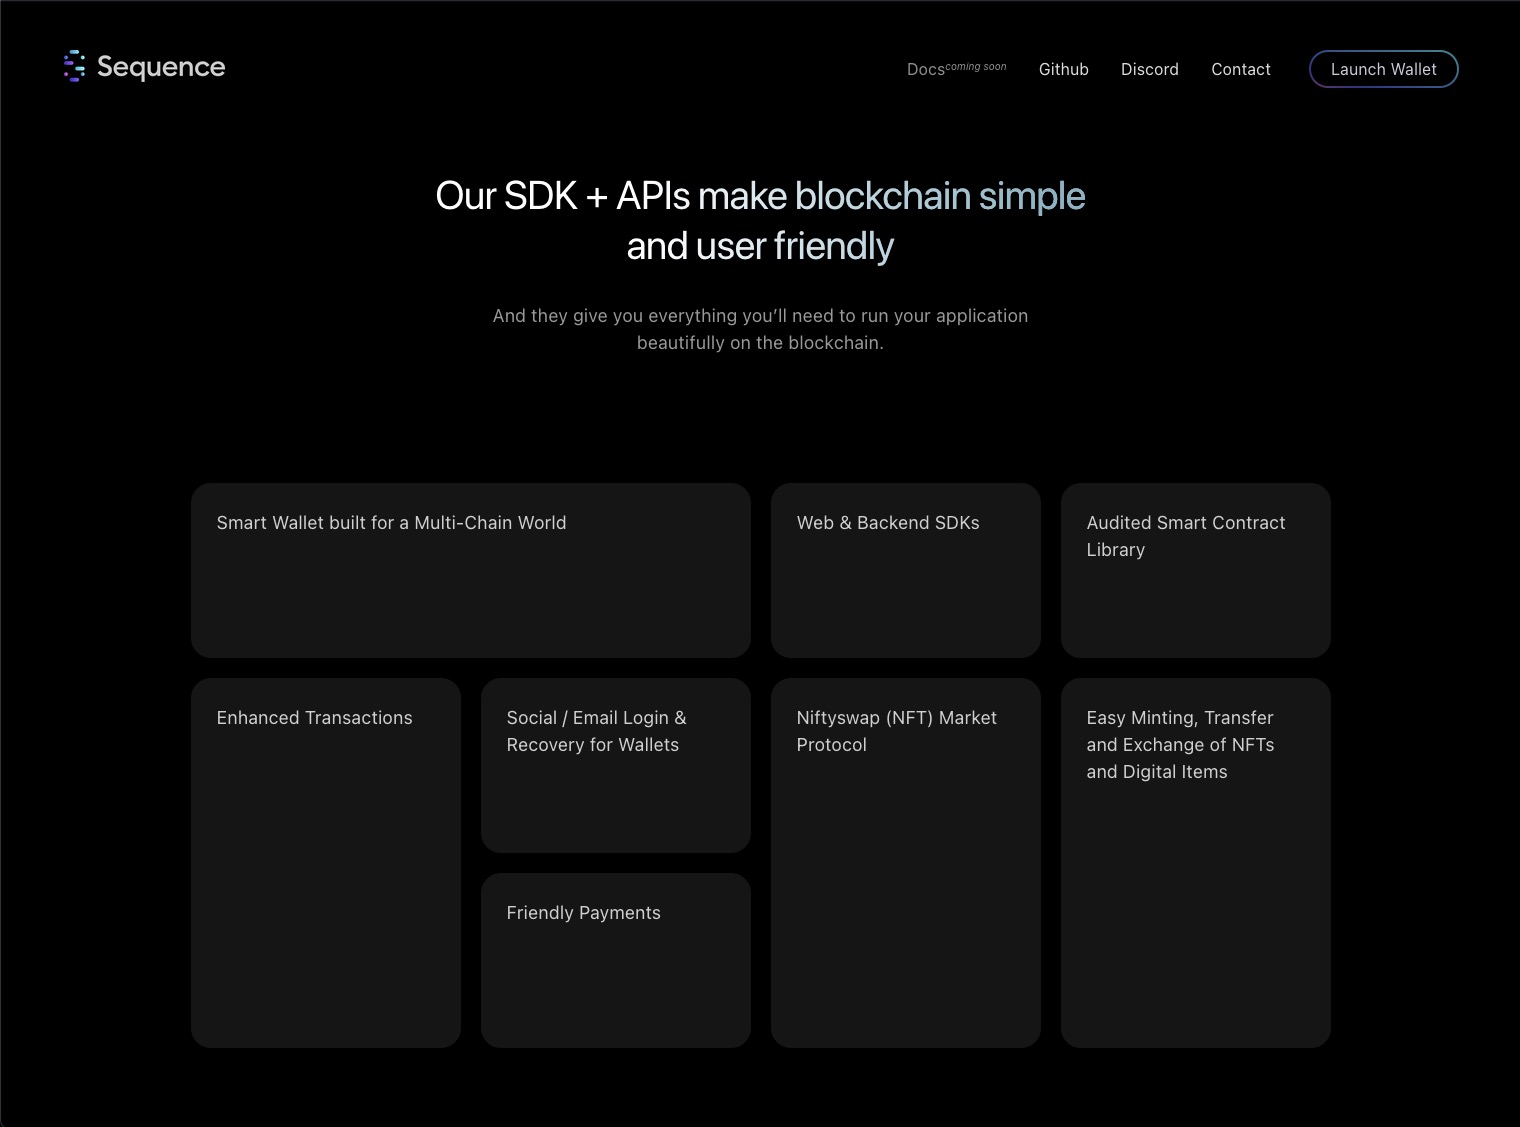 Sequence
Docs coming soon
Github
Discord
Contact
Launch Wallet
Our SDK + APIs make blockchain simple
and user friendly
And they give you everything you’ll need to run your application
beautifully on the blockchain.
Smart Wallet built for a Multi-Chain World
Web & Backend SDKs
Audited Smart Contract
Library
Enhanced Transactions
Social / Email Login &
Recovery for Wallets
Friendly Payments
Niftyswap (NFT) Market
Protocol
Easy Minting, Transfer
and Exchange of NFTs
and Digital Items